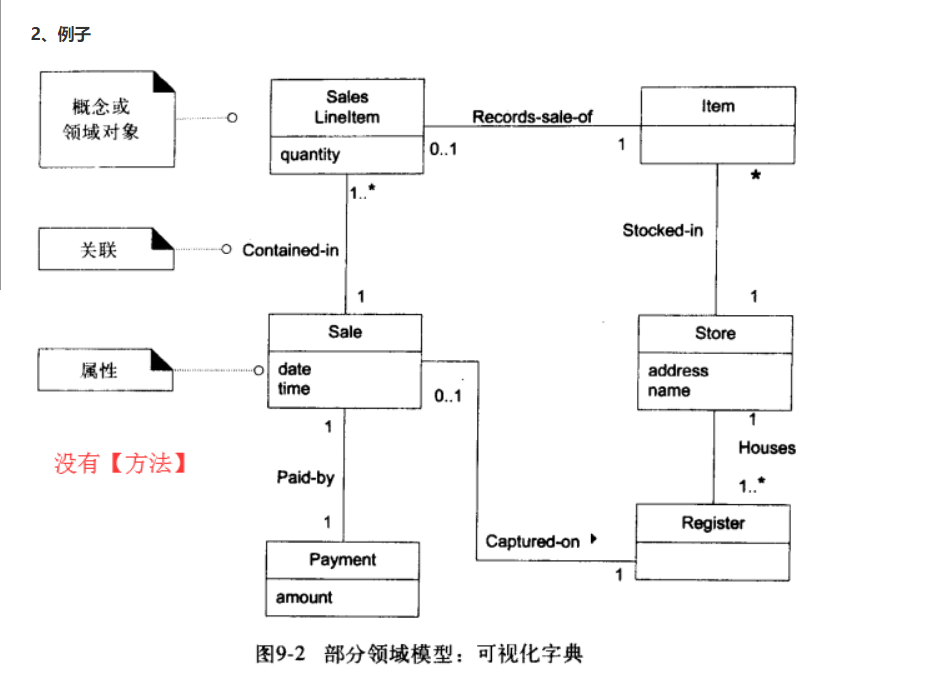 2、例子
概念或
领域对象
Sales
LineItem
quantity
Records-sale-of
0..1
1
Item
*
1..*
关联
Contained-in
Stocked-in
1
1
属性
Sale
date
time
0..1
Store
address
name
1
1
没有【方法】
Paid-by
Houses
1..*
1
Captured-on
Register
1
Payment
amount
图9-2 部分领域模型：可视化字典